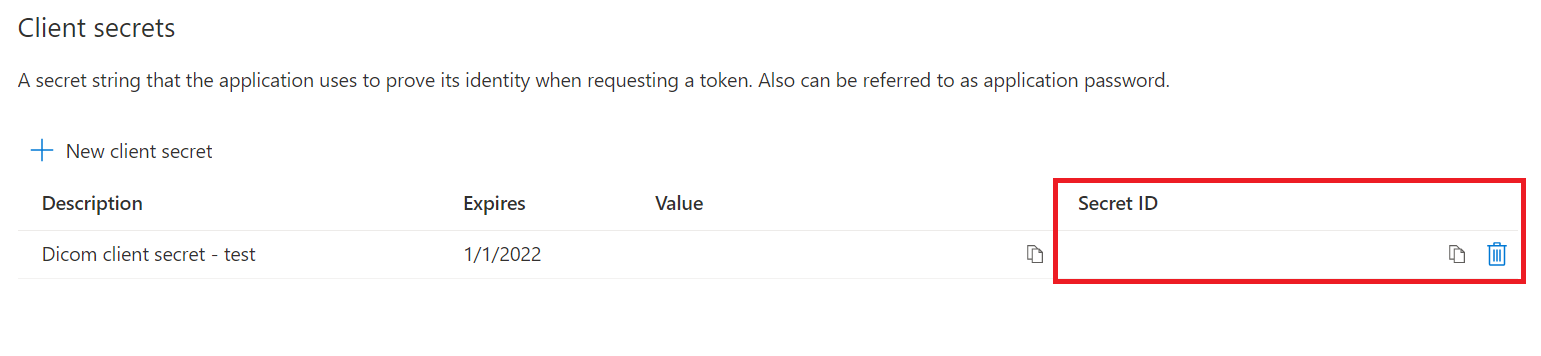 Client secrets
A secret string that the application uses to prove its identity when requesting a token. Also can be referred to as application password.
New client secret
Description Expires Value Secret ID
Dicom client secret - test 1/1/2022